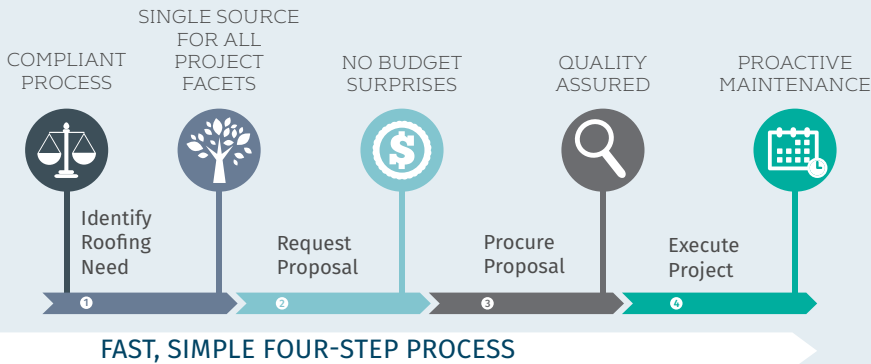 COMPLIANT
PROCESS
SINGLE SOURCE
FOR ALL
PROJECT
FACETS
NO BUDGET
SURPRISES
QUALITY
ASSURED
PROACTIVE
MAINTENANCE
$
Identify
Roofing
Need
Request
Proposal
Procure
Proposal
Execute
Project
1
2
3
4
FAST, SIMPLE FOUR-STEP PROCESS